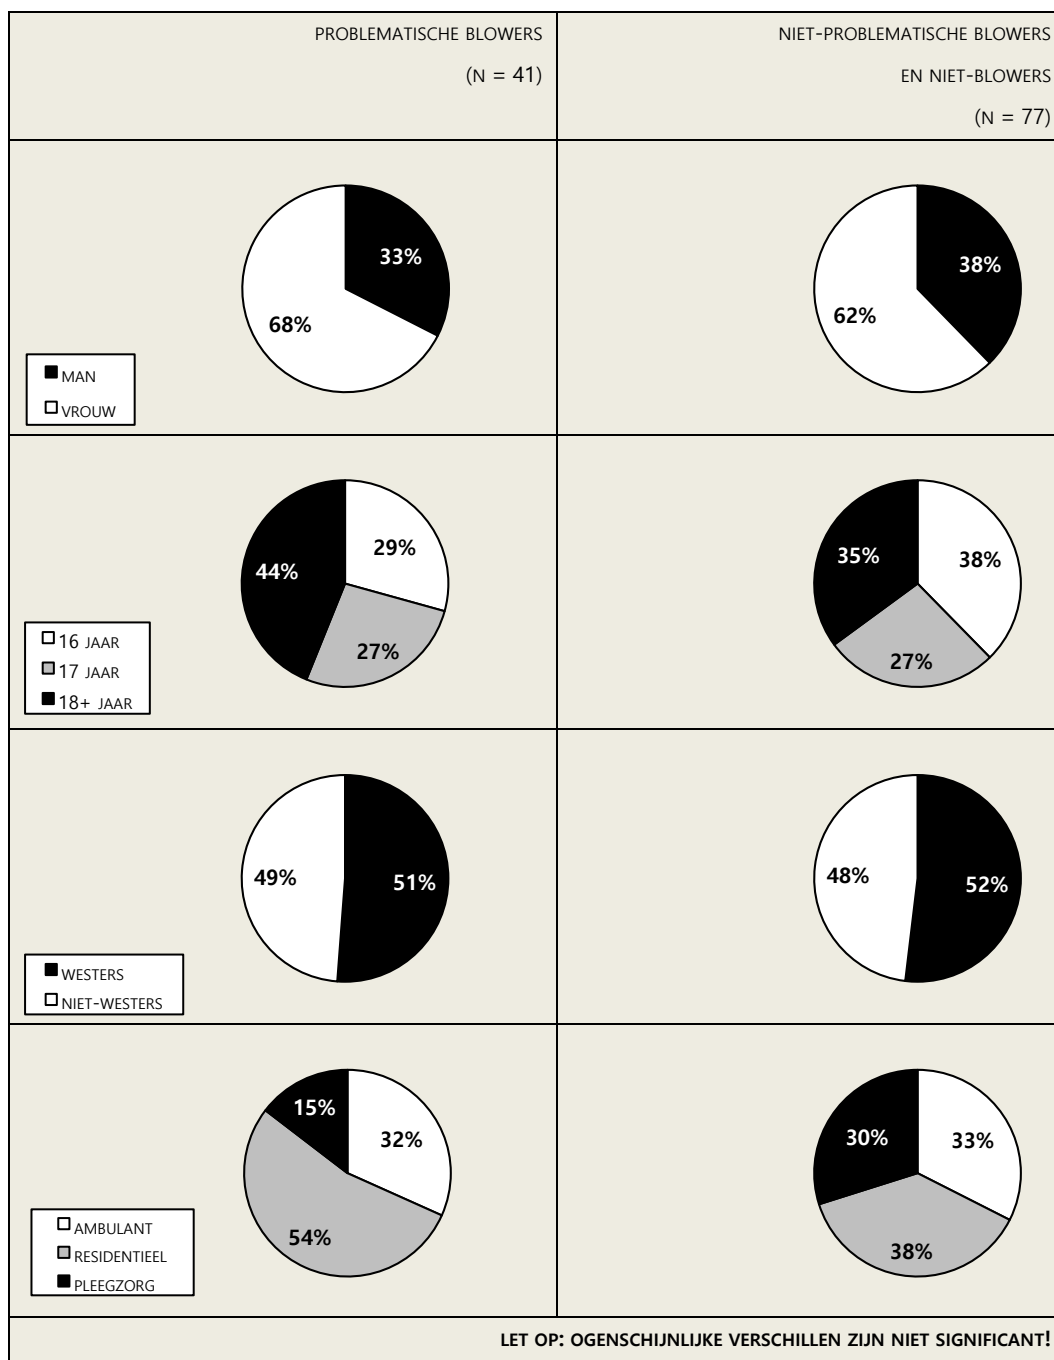 PROBLEMATISCHE BLOWERS
(N = 41)
NIET-PROBLEMATISCHE BLOWERS
EN NIET-BLOWERS
(N = 77)
33%
68%
MAN
VROUW
38%
62%
29%
44%
27%
16 JAAR
17 JAAR
18+ JAAR
38%
35%
27%
49%
51%
WESTERS
NIET-WESTERS
48%
52%
15%
32%
54%
AMBULANT
RESIDENTIEEL
PLEEGZORG
30%
33%
38%
LET OP: OGENSCHIJNLIJKE VERSCHILLEN ZIJN NIET SIGNIFICANT!